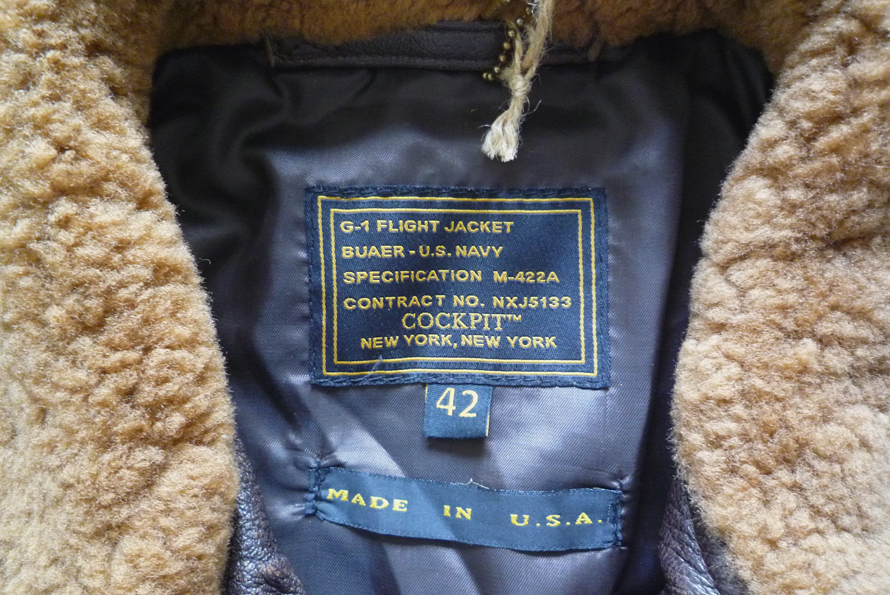 G-1 FLIGHT JACKET
BUAER - U.S. NAVY
SPECIFICATION M-422A
CONTRACT NO. NXJ5133
COCKPIT™
NEW YORK, NEW YORK
42
MADE IN U.S.A.